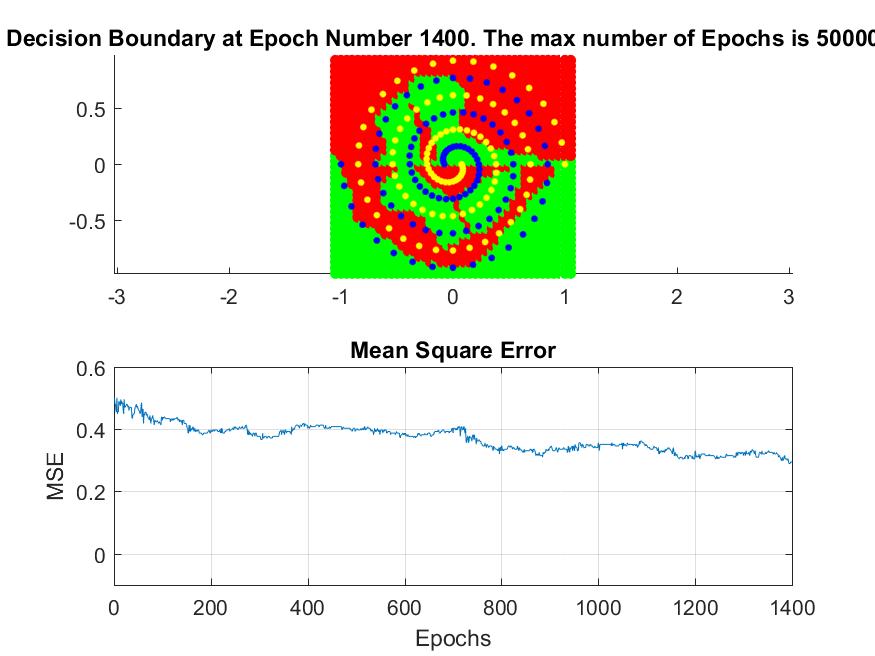 Decision Boundary at Epoch Number 1400. The max number of Epochs is 50000
0.5
0
-0.5
-3 -2 -1 0 1 2 3
Mean Square Error
0.6
0.4
0.2
0
MSE
0 200 400 600 800 1000 1200 1400
Epochs